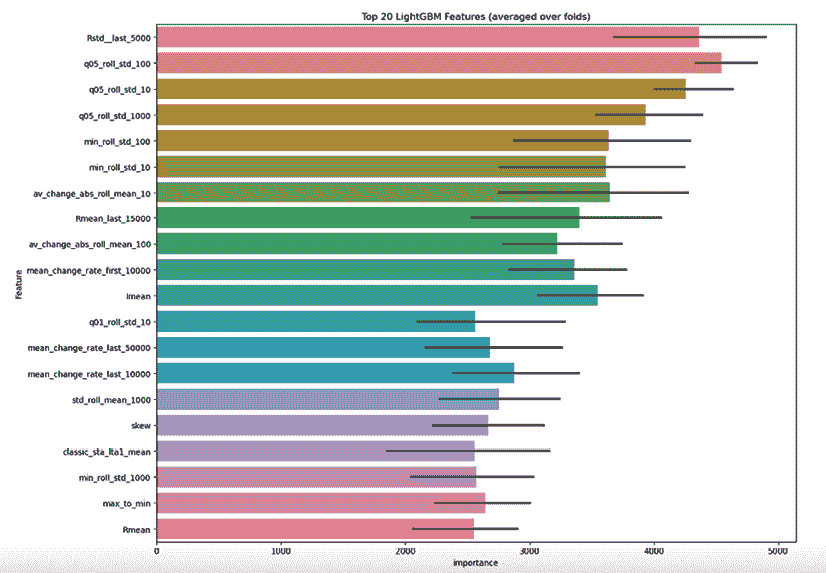 Top 20 LightGBM Features (averaged over folds)
Feature
Rstd__last_5000
q05_roll_std_100
q05_roll_std_10
q05_roll_std_1000
min_roll_std_100
min_roll_std_10
av_change_abs_roll_mean_10
Rmean_last_15000
av_change_abs_roll_mean_100
mean_change_rate_first_10000
Imean
q01_roll_std_10
mean_change_rate_last_50000
mean_change_rate_last_10000
std_roll_mean_1000
skew
classic_sta_lta1_mean
min_roll_std_1000
max_to_min
Rmean
0 1000 2000 3000 4000 5000
importance